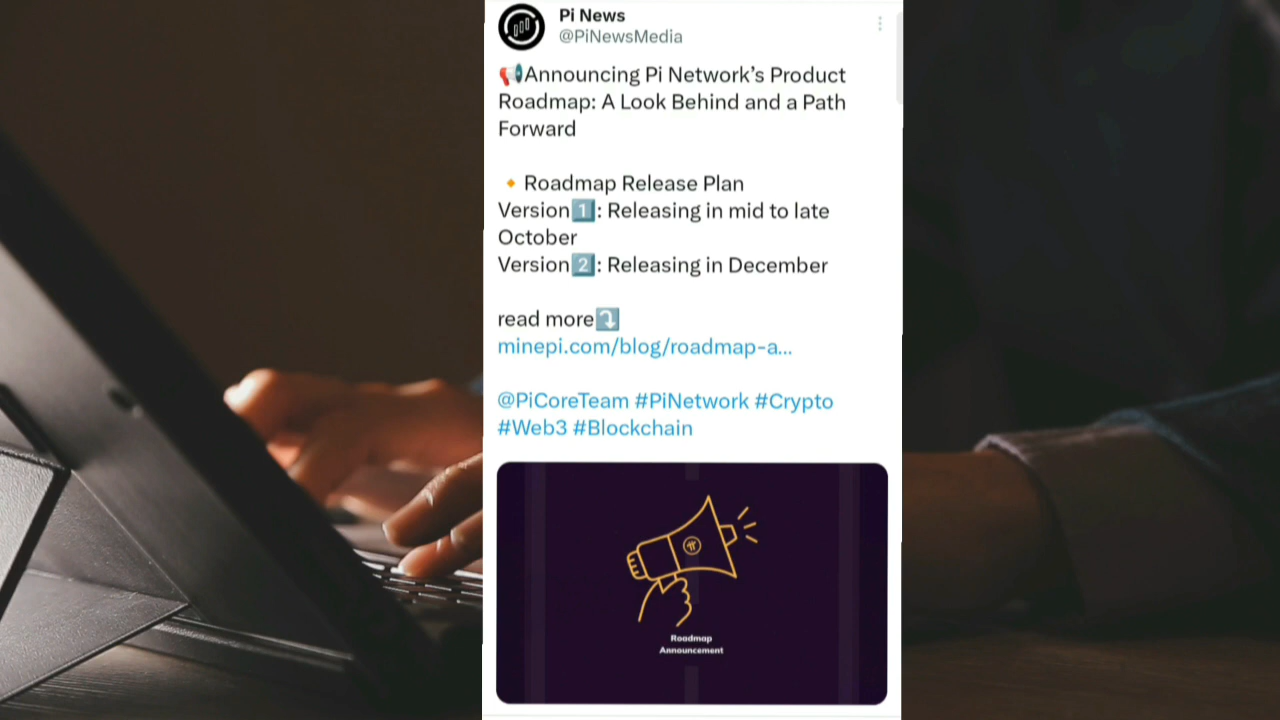 Pi News
@PiNewsMedia
📢Announcing Pi Network’s Product
Roadmap: A Look Behind and a Path
Forward
🔸Roadmap Release Plan
Version1️⃣: Releasing in mid to late
October
Version2️⃣: Releasing in December
read more⤵️
minepi.com/blog/roadmap-a...
@PiCoreTeam #PiNetwork #Crypto
#Web3 #Blockchain
Roadmap
Announcement